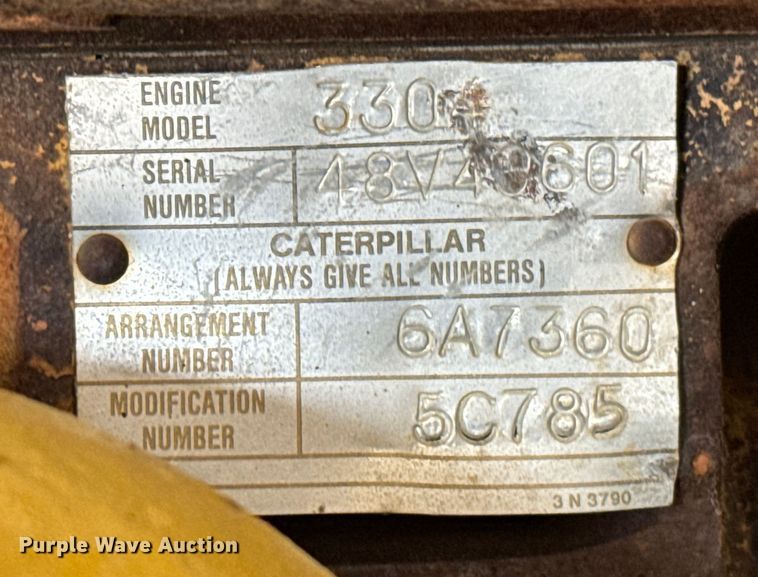 ENGINE MODEL 3304
SERIAL NUMBER
CATERPILLAR
(ALWAYS GIVE ALL NUMBERS)
ARRANGEMENT NUMBER 6A7360
MODIFICATION NUMBER 5C785
3N3790
Purple Wave Auction